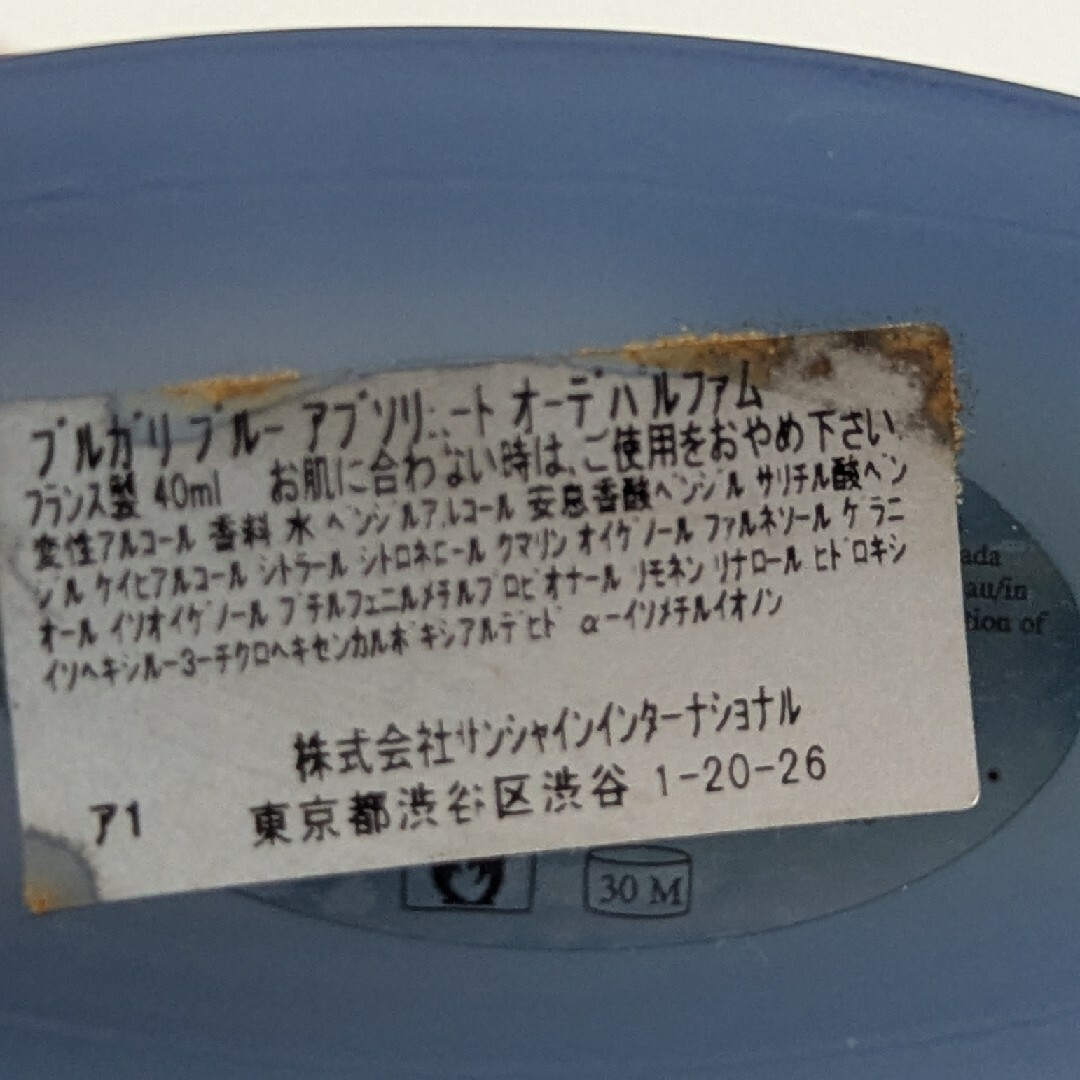 ブルガリ ブルー アブソリュート オーデパルファム
フランス製 40ml お肌に合わない時は、ご使用をおやめ下さい
変性アルコール 香料 水 ベンジルアルコール 安息香酸ベンジル サリチル酸ベン
ジル ケイヒアルコール シトラール シトロネロール クマリン オイゲノール ファルネソール ゲラニ
オール イソオイゲノール ブチルフェニルメチルプロピオナール リモネン リナロール ヒドロキシ
イソヘキシル-3-チクロヘキセンカルボキシアルデヒド α-イソメチルイオノン
株式会社サンシャインインターナショナル
ア1 東京都渋谷区渋谷 1-20-26
ada
au/in
tion of
30 M